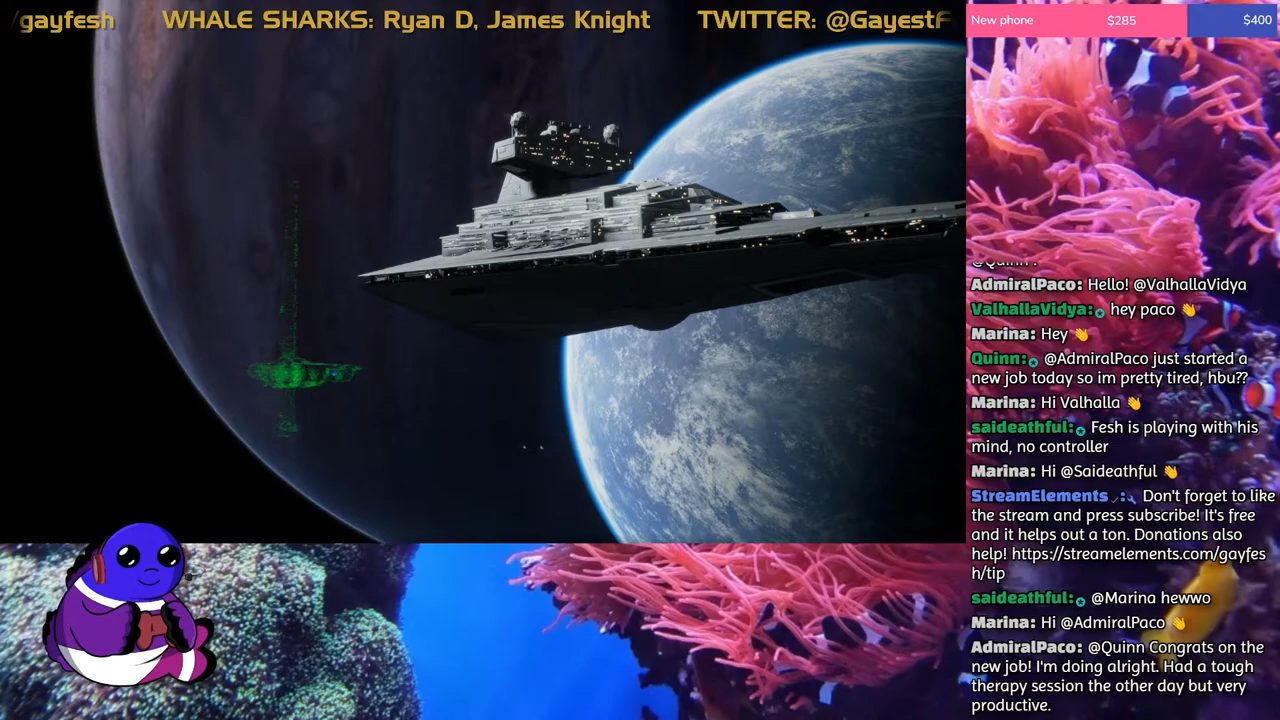 /gayfesh WHALE SHARKS: Ryan D, James Knight TWITTER: @GayestF
New phone $285 $400
@Quinn !
AdmiralPaco: Hello! @ValhallaVidya
ValhallaVidya: hey paco 👋
Marina: Hey 👋
Quinn: @AdmiralPaco just started a
new job today so im pretty tired, hbu??
Marina: Hi Valhalla 👋
saideathful: Fesh is playing with his
mind, no controller
Marina: Hi @Saideathful 👋
StreamElements: Don't forget to like
the stream and press subscribe! It's free
and it helps out a ton. Donations also
help! https://streamelements.com/gayfes
h/tip
saideathful: @Marina hewwo
Marina: Hi @AdmiralPaco 👋
AdmiralPaco: @Quinn Congrats on the
new job! I'm doing alright. Had a tough
therapy session the other day but very
productive.